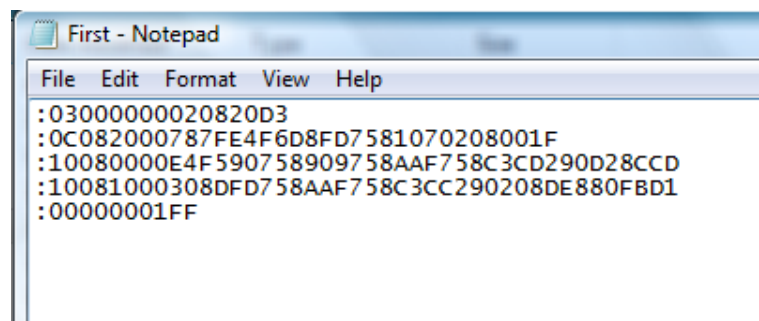 First - Notepad
File Edit Format View Help
:03000000020820D3
:0C082000787FE4F6D8FD7581070208001F
:10080000E4F590758909758AAF758C3CD290D28CCD
:10081000308DFD758AAF758C3CC290208DE880FBD1
:00000001FF